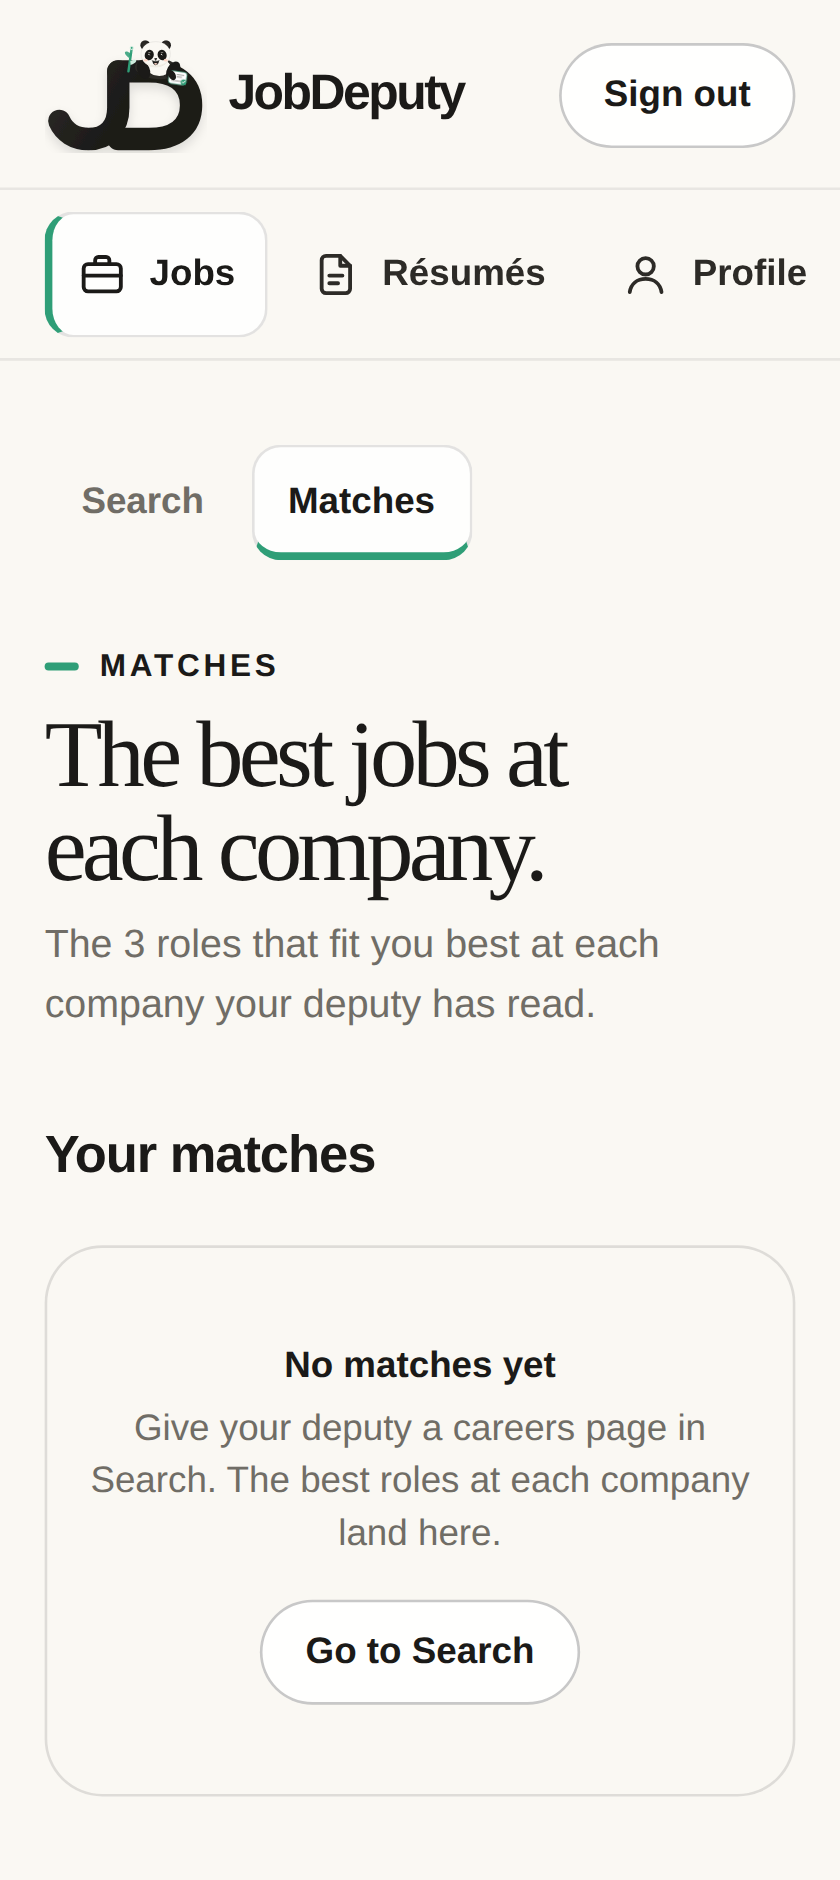 JobDeputy
Sign out
Jobs
Résumés
Profile
Search
Matches
MATCHES
The best jobs at
each company.
The 3 roles that fit you best at each
company your deputy has read.
Your matches
No matches yet
Give your deputy a careers page in
Search. The best roles at each company
land here.
Go to Search